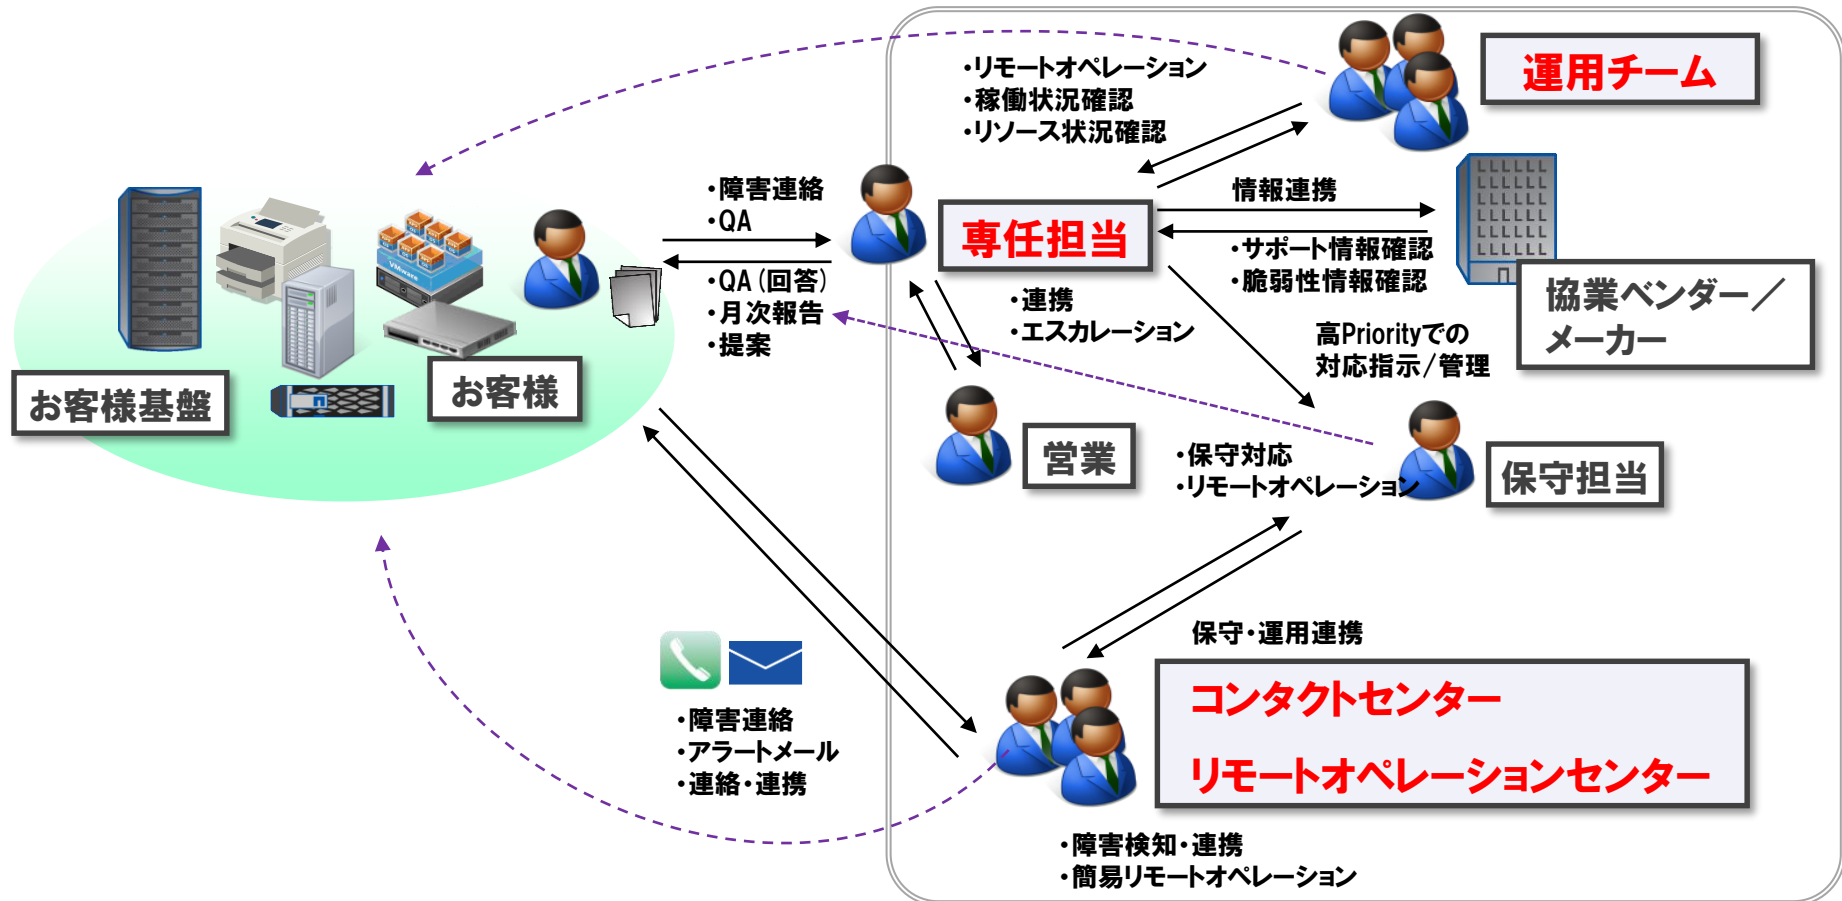 運用チーム
・リモートオペレーション
・稼働状況確認
・リソース状況確認
・障害連絡
・QA
専任担当
情報連携
・サポート情報確認
・脆弱性情報確認
・QA（回答）
・月次報告
・提案
・連携
・エスカレーション
協業ベンダー／
メーカー
高Priorityでの
対応指示/管理
VMware
お客様基盤
お客様
営業
・保守対応
・リモートオペレーション
保守担当
保守・運用連携
コンタクトセンター
リモートオペレーションセンター
・障害連絡
・アラートメール
・連絡・連携
・障害検知・連携
・簡易リモートオペレーション